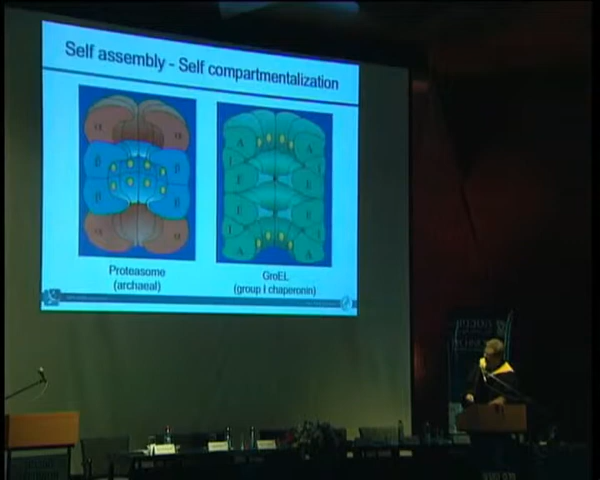 Self assembly - Self compartmentalization
α α
β β
β β
α α
A A
I I
E E
E E
I I
A A
Proteasome
(archaeal)
GroEL
(group I chaperonin)